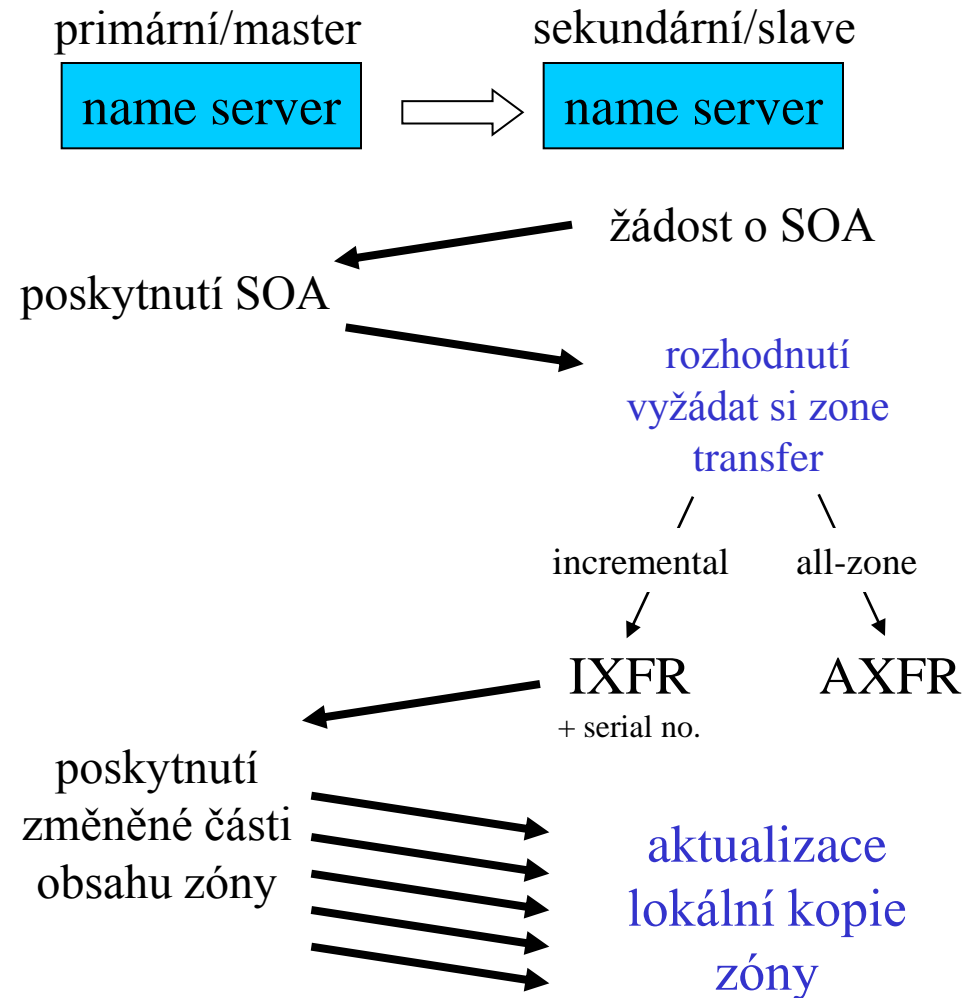 primární/master
sekundární/slave
name server
name server
žádost o SOA
poskytnutí SOA
rozhodnutí
vyžádat si zone
transfer
incremental
all-zone
IXFR
AXFR
+ serial no.
poskytnutí
změněné části
obsahu zóny
aktualizace
lokální kopie
zóny